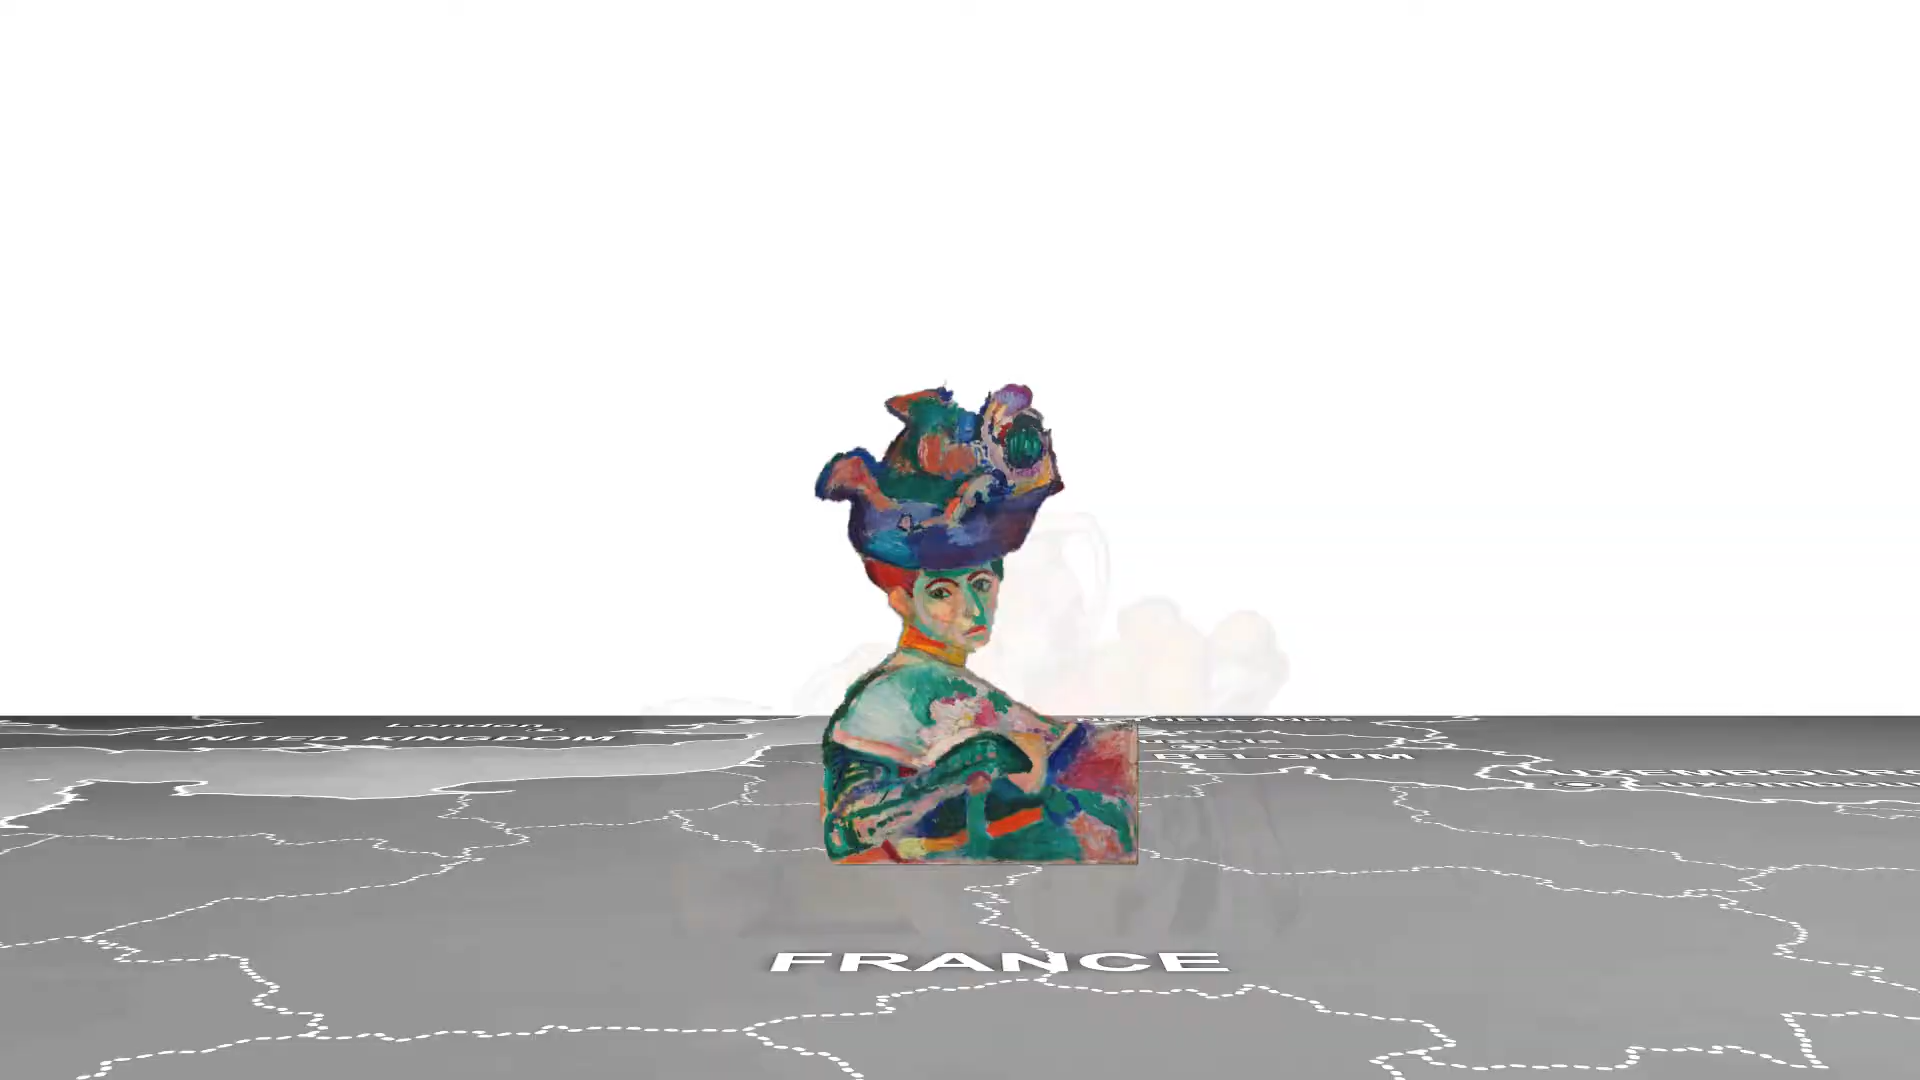 London
UNITED KINGDOM
NETHERLANDS
BELGIUM
LUXEMBOURG
FRANCE